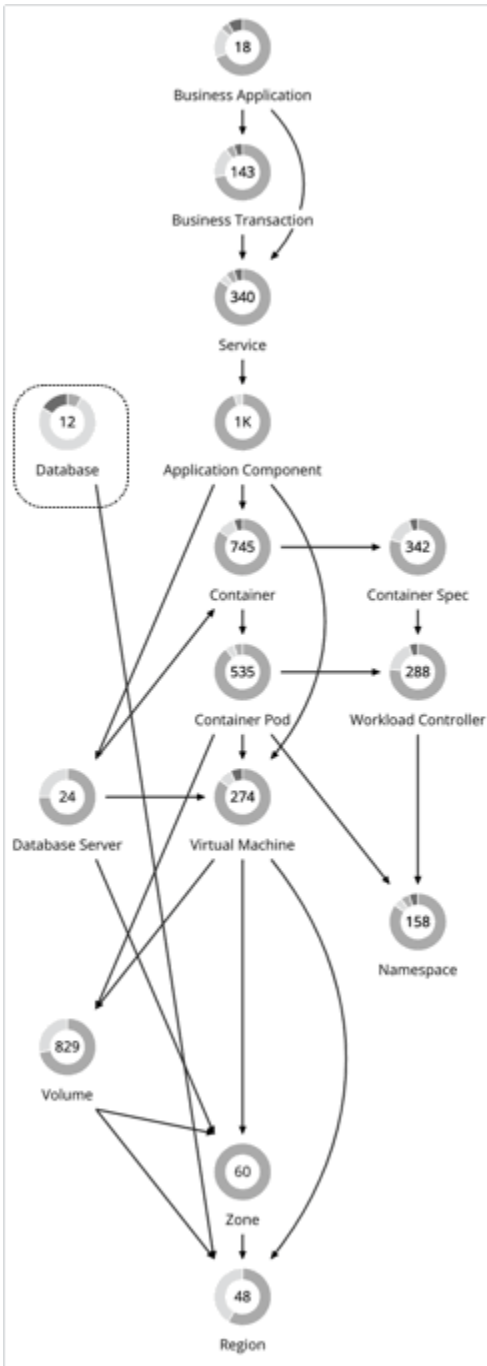 18
Business Application
143
Business Transaction
340
Service
12
Database
1K
Application Component
745
Container
342
Container Spec
535
Container Pod
288
Workload Controller
24
Database Server
274
Virtual Machine
158
Namespace
829
Volume
60
Zone
48
Region